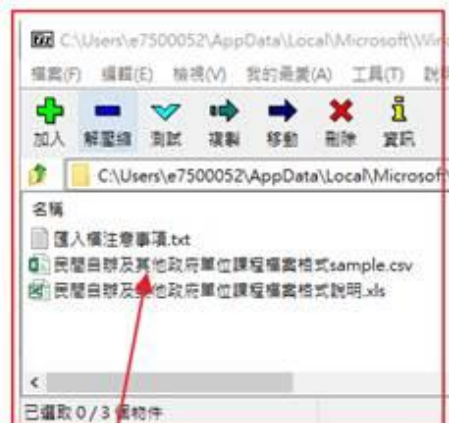 C:\Users\e7500052\AppData\Local\Microsoft\Win
檔案(F) 編輯(E) 檢視(V) 我的最愛(A) 工具(T) 說明
加入 解壓縮 測試 複製 移動 刪除 資訊
C:\Users\e7500052\AppData\Local\Microsoft\
名稱
匯入檔注意事項.txt
民間自辦及其他政府單位課程檔案格式sample.csv
民間自辦及其他政府單位課程檔案格式說明.xls
已選取 0 / 3 個物件